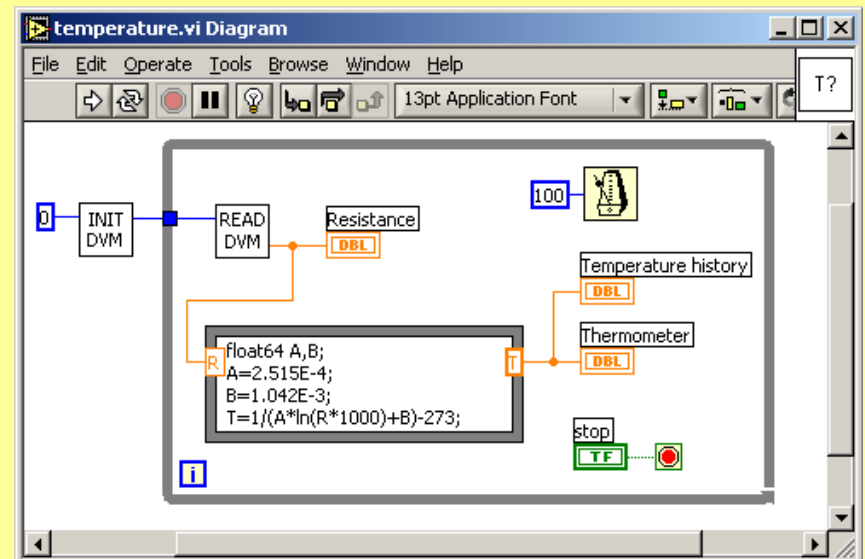 temperature.vi Diagram
File Edit Operate Tools Browse Window Help
13pt Application Font
T?
0
INIT DVM
READ DVM
Resistance
DBL
100
Temperature history
DBL
Thermometer
DBL
R
float64 A,B;
A=2.515E-4;
B=1.042E-3;
T=1/(A*ln(R*1000)+B)-273;
T
stop
TF
i